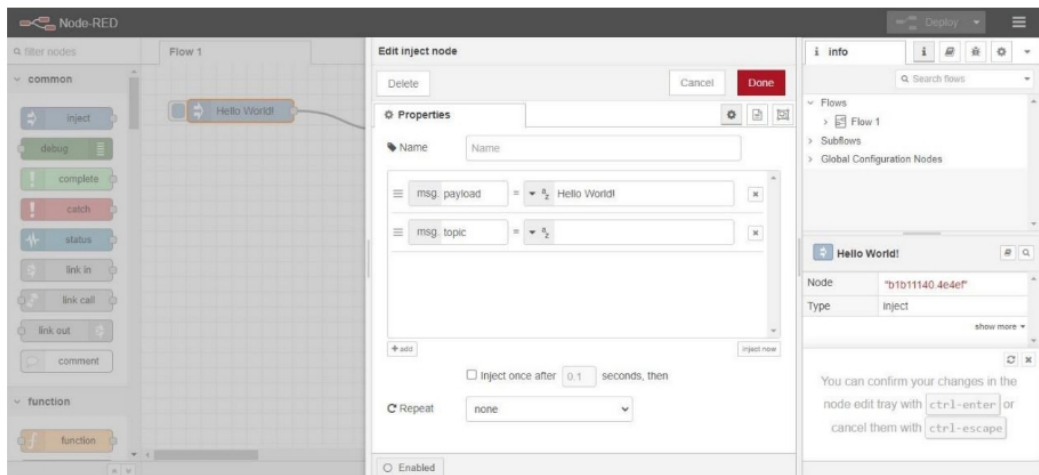 Node-RED
Deploy
filter nodes
common
inject
debug
complete
catch
status
link in
link call
link out
comment
function
function
Flow 1
Hello World!
Edit inject node
Delete
Cancel
Done
Properties
Name
Name
msg. payload = a z Hello World!
msg. topic = a z
add
inject now
Inject once after 0.1 seconds, then
Repeat none
Enabled
i info
i
Search flows
Flows
Flow 1
Subflows
Global Configuration Nodes
Hello World!
Node "b1b11140.4e4ef"
Type inject
show more
You can confirm your changes in the
node edit tray with ctrl-enter or
cancel them with ctrl-escape